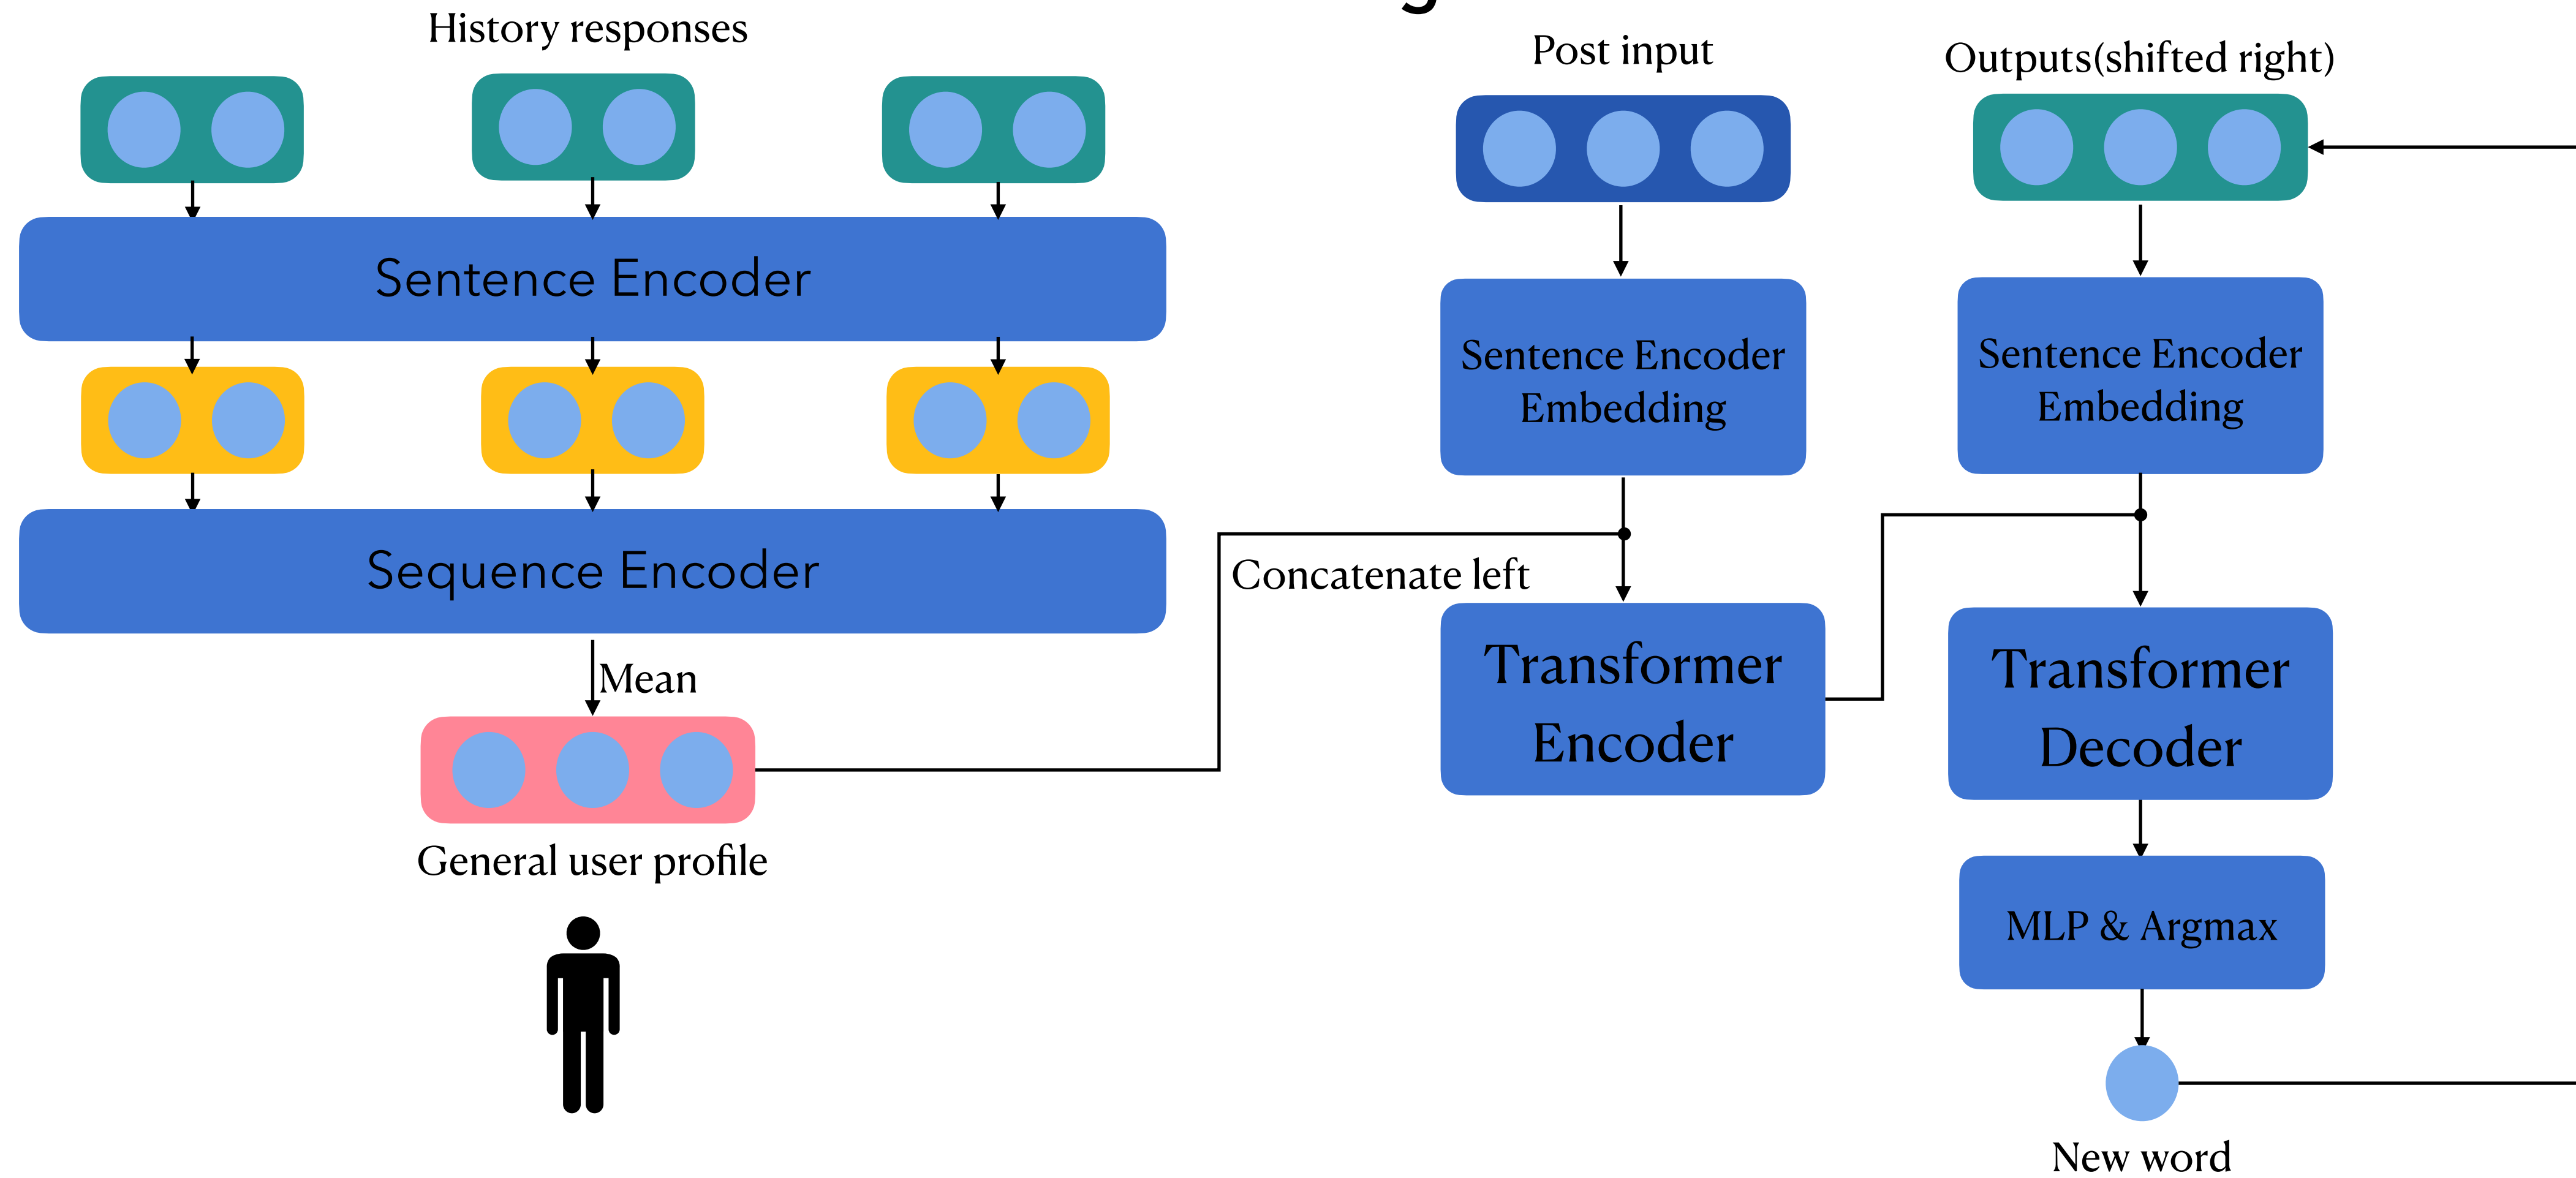 History responses
Sentence Encoder
Sequence Encoder
Mean
General user profile
Concatenate left
Post input
Sentence Encoder
Embedding
Transformer
Encoder
Outputs(shifted right)
Sentence Encoder
Embedding
Transformer
Decoder
MLP & Argmax
New word